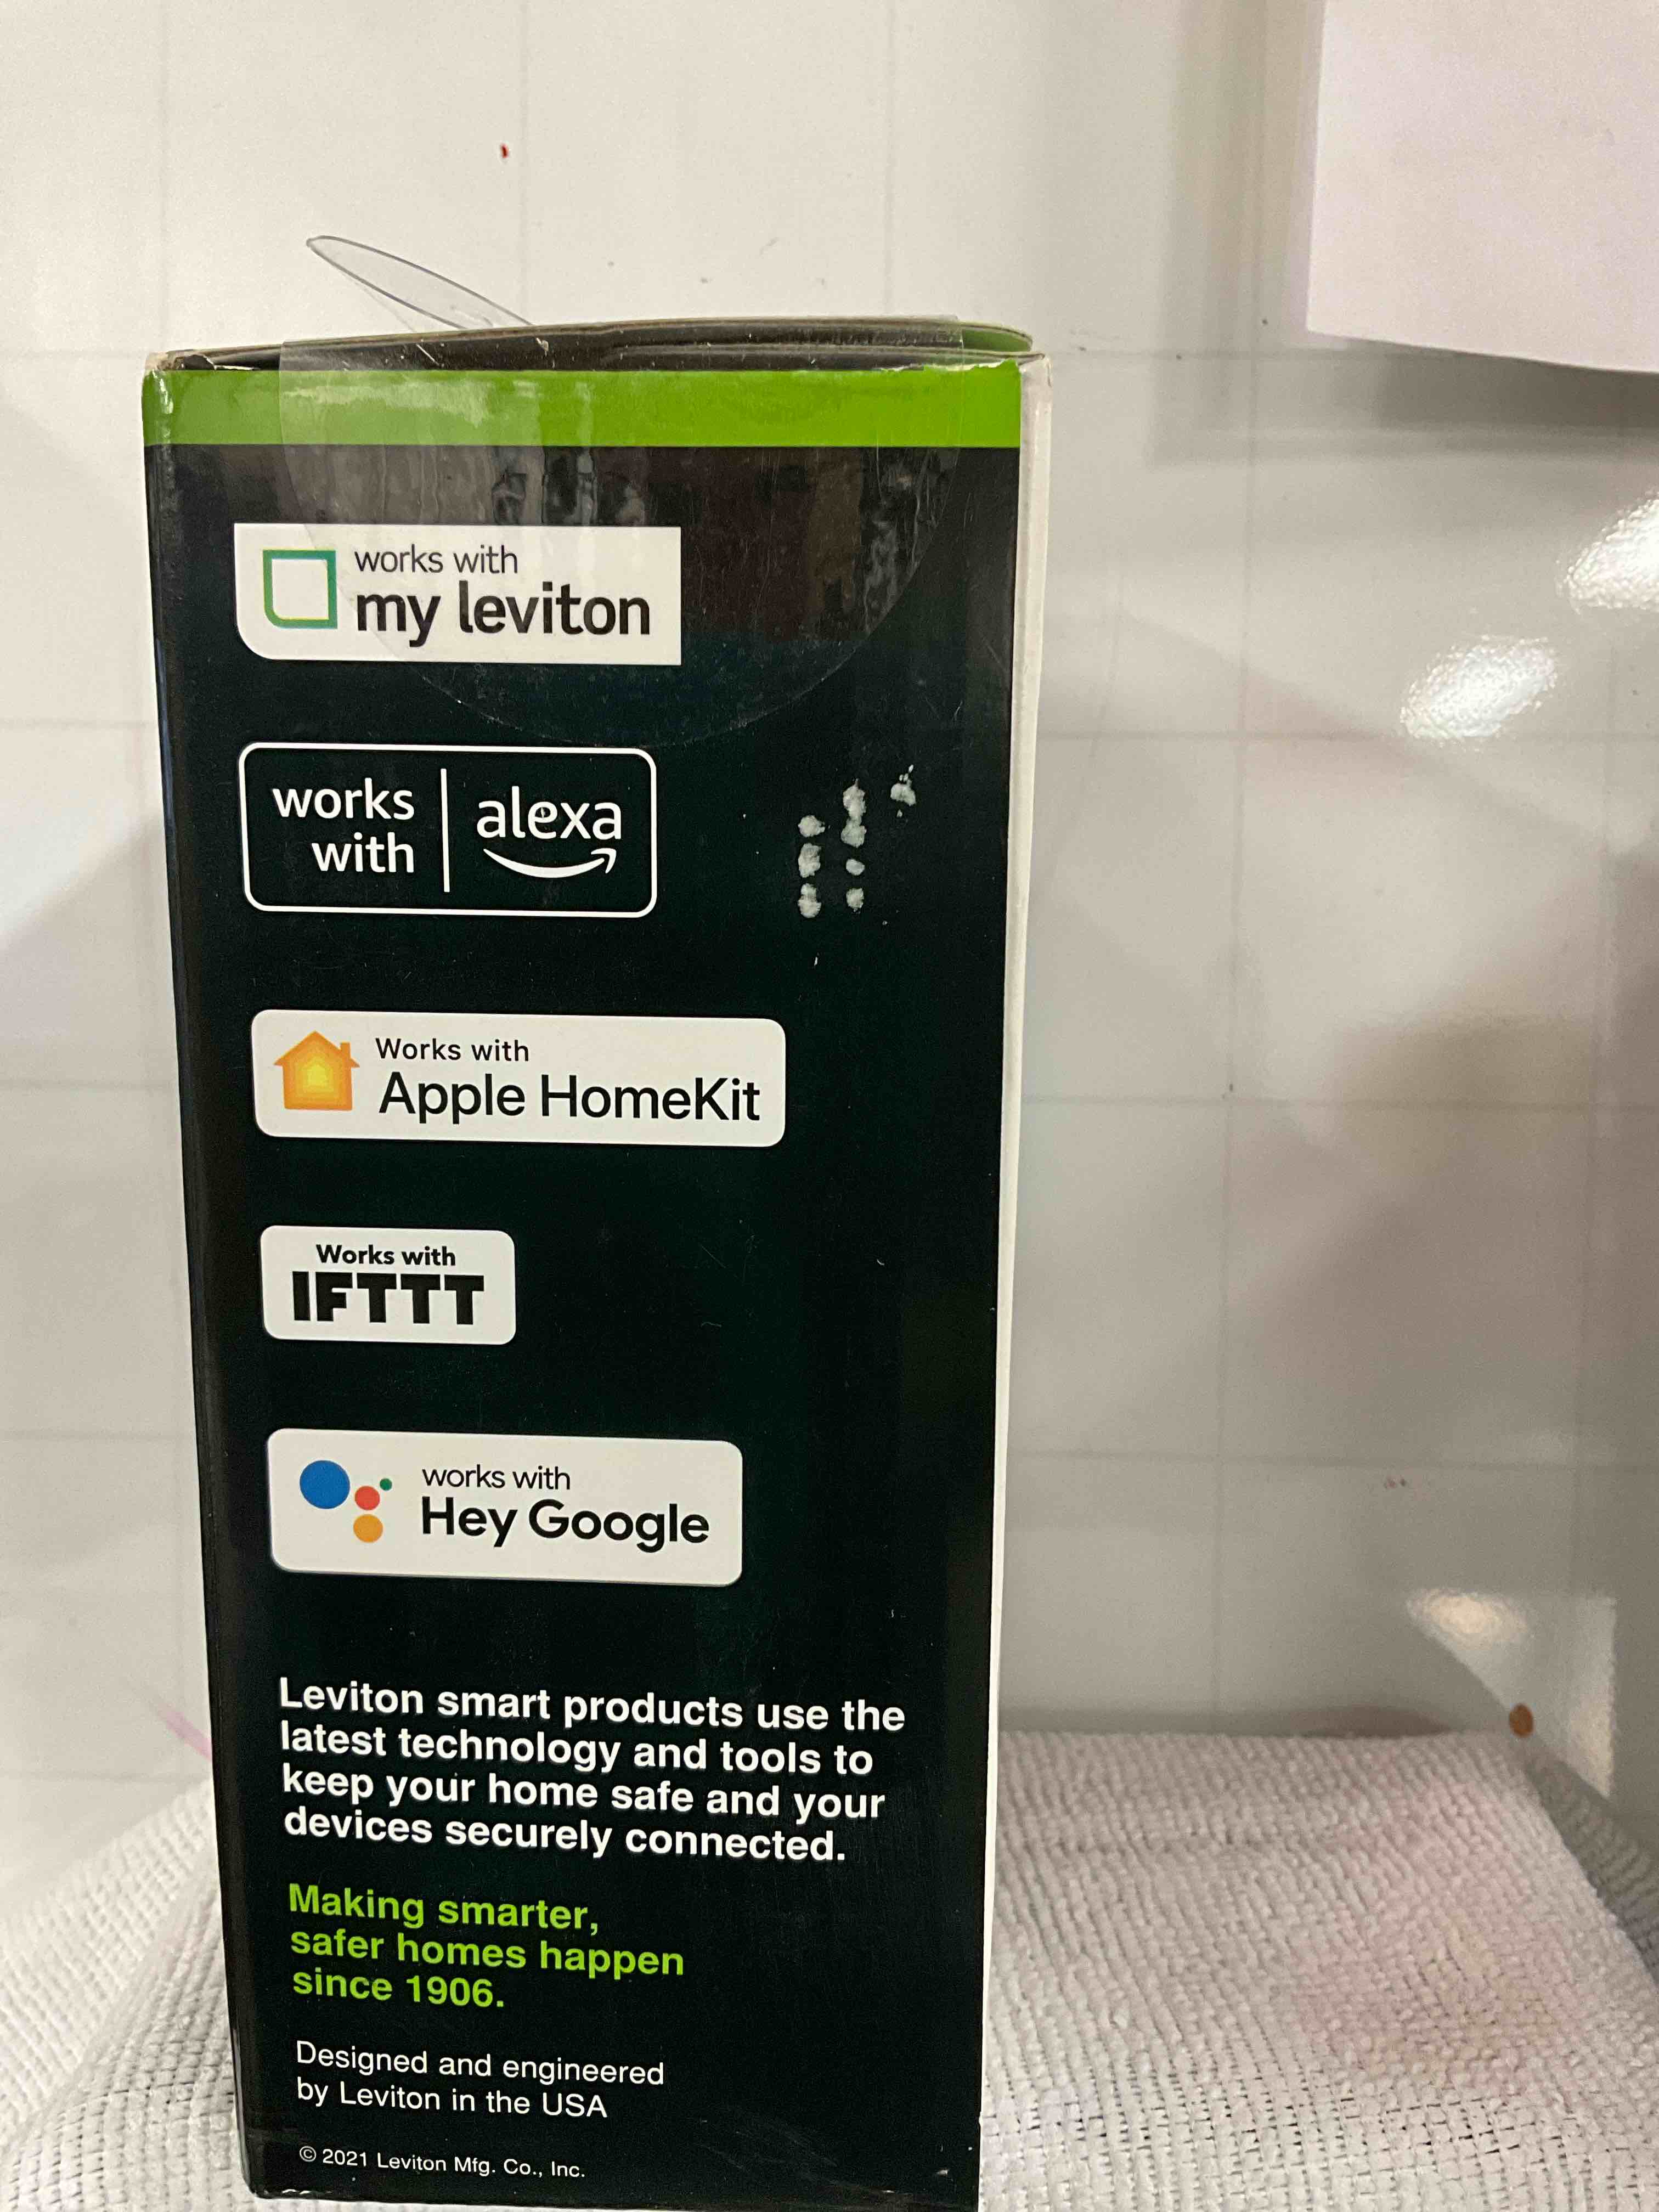 works with
my leviton
works with
alexa
Works with
Apple HomeKit
Works with
IFTTT
works with
Hey Google
Leviton smart products use the
latest technology and tools to
keep your home safe and your
devices securely connected.
Making smarter,
safer homes happen
since 1906.
Designed and engineered
by Leviton in the USA
© 2021 Leviton Mfg. Co., Inc.